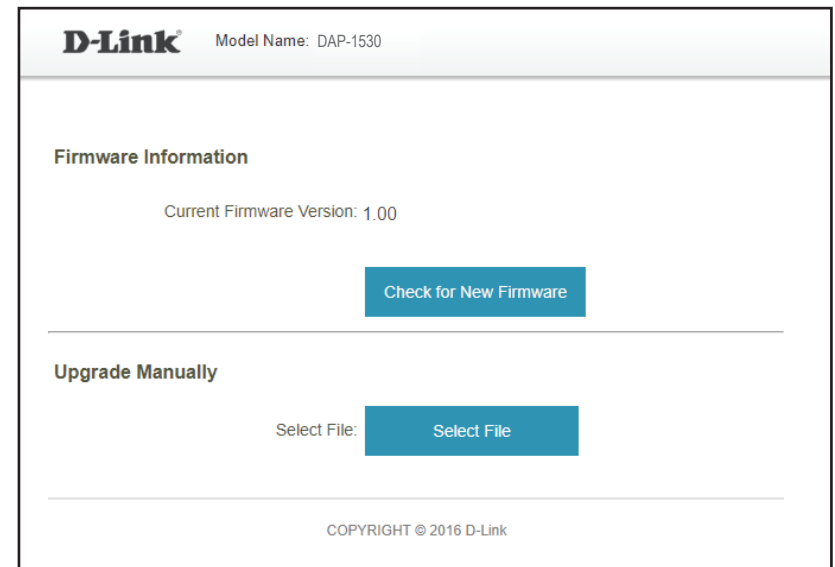 D-Link Model Name: DAP-1530
Firmware Information
Current Firmware Version: 1.00
Check for New Firmware
Upgrade Manually
Select File: Select File
COPYRIGHT © 2016 D-Link